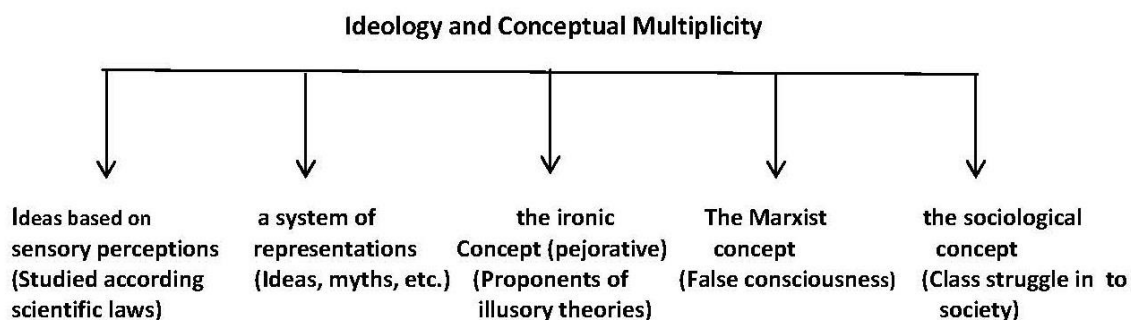 Ideology and Conceptual Multiplicity
Ideas based on
sensory perceptions
(Studied according
scientific laws)
a system of
representations
(Ideas, myths, etc.)
the ironic
Concept (pejorative)
(Proponents of
illusory theories)
The Marxist
concept
(False consciousness)
the sociological
concept
(Class struggle in to
society)